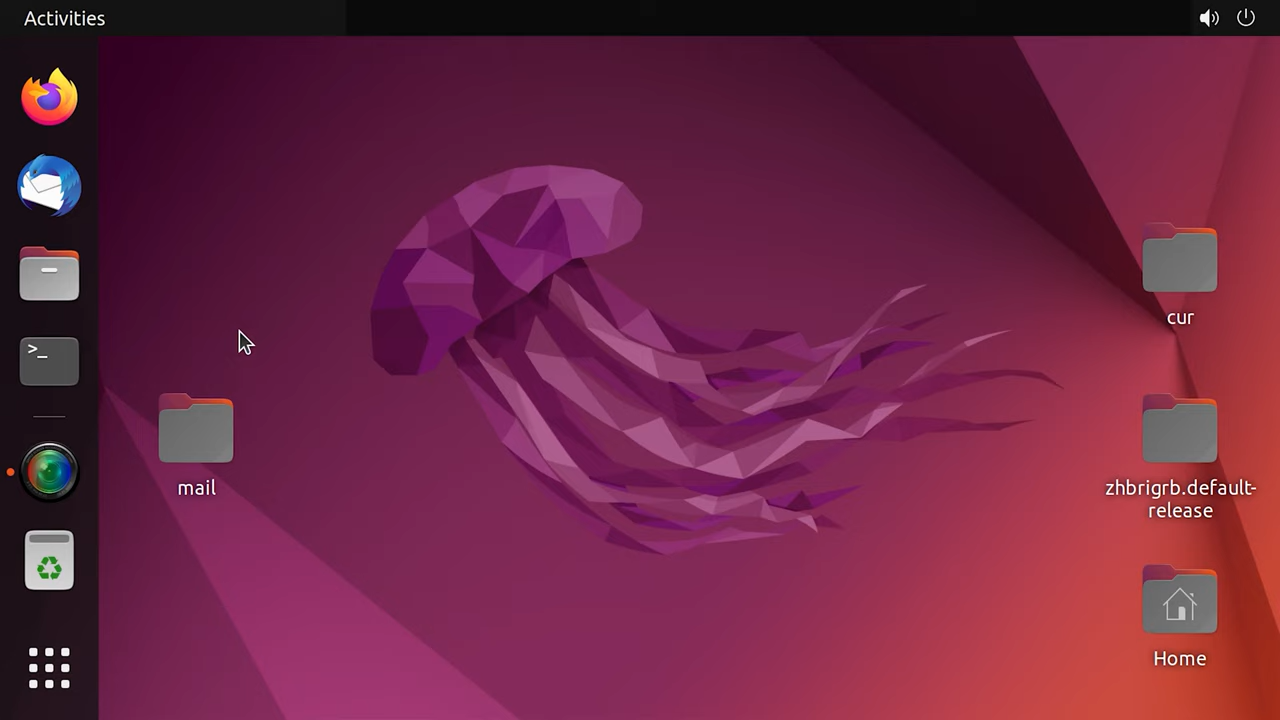 Activities
cur
mail
zhbrigrb.default-
release
Home